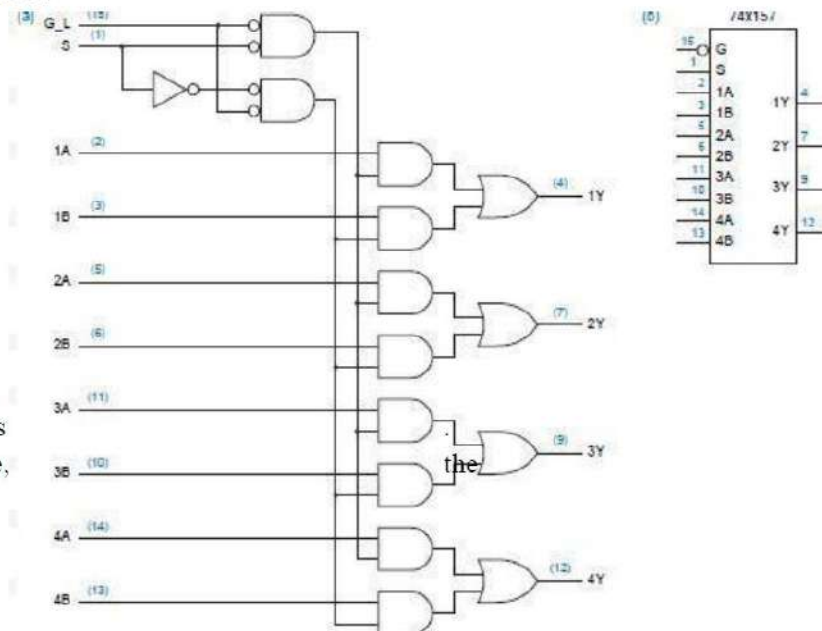 (a)
G_L (15)
S (1)
1A (2)
1B (3)
2A (5)
2B (6)
3A (11)
3B (10)
4A (14)
4B (13)
(4) 1Y
(7) 2Y
(9) 3Y
(12) 4Y
s
e,
.
the
(b)
74x157
15 G
1 S
2 1A
3 1B
5 2A
6 2B
11 3A
10 3B
14 4A
13 4B
1Y 4
2Y 7
3Y 9
4Y 12